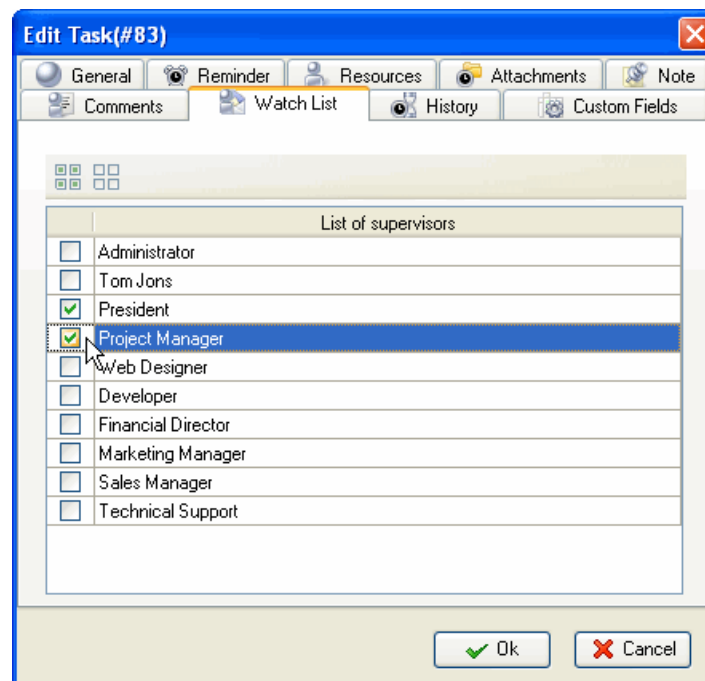 Edit Task(#83)
General Reminder Resources Attachments Note
Comments Watch List History Custom Fields
List of supervisors
Administrator
Tom Jons
President
Project Manager
Web Designer
Developer
Financial Director
Marketing Manager
Sales Manager
Technical Support
Ok Cancel